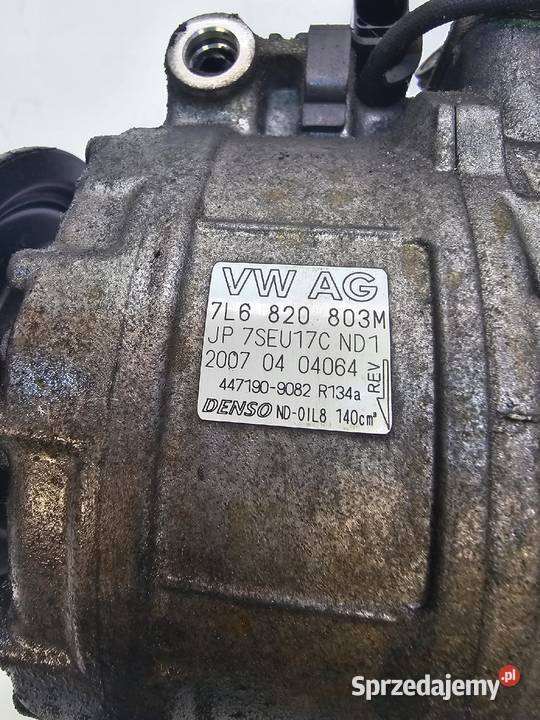 VW AG
7L6 820 803M
JP 7SEU17C ND1
2007 04 04064
447190-9082 R134a
REV
DENSO ND-OIL8 140cm³
Sprzedajemy.pl